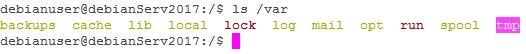 debianuser@debianServ2017:/$ ls /var
backups cache lib local lock log mail opt run spool tmp
debianuser@debianServ2017:/$